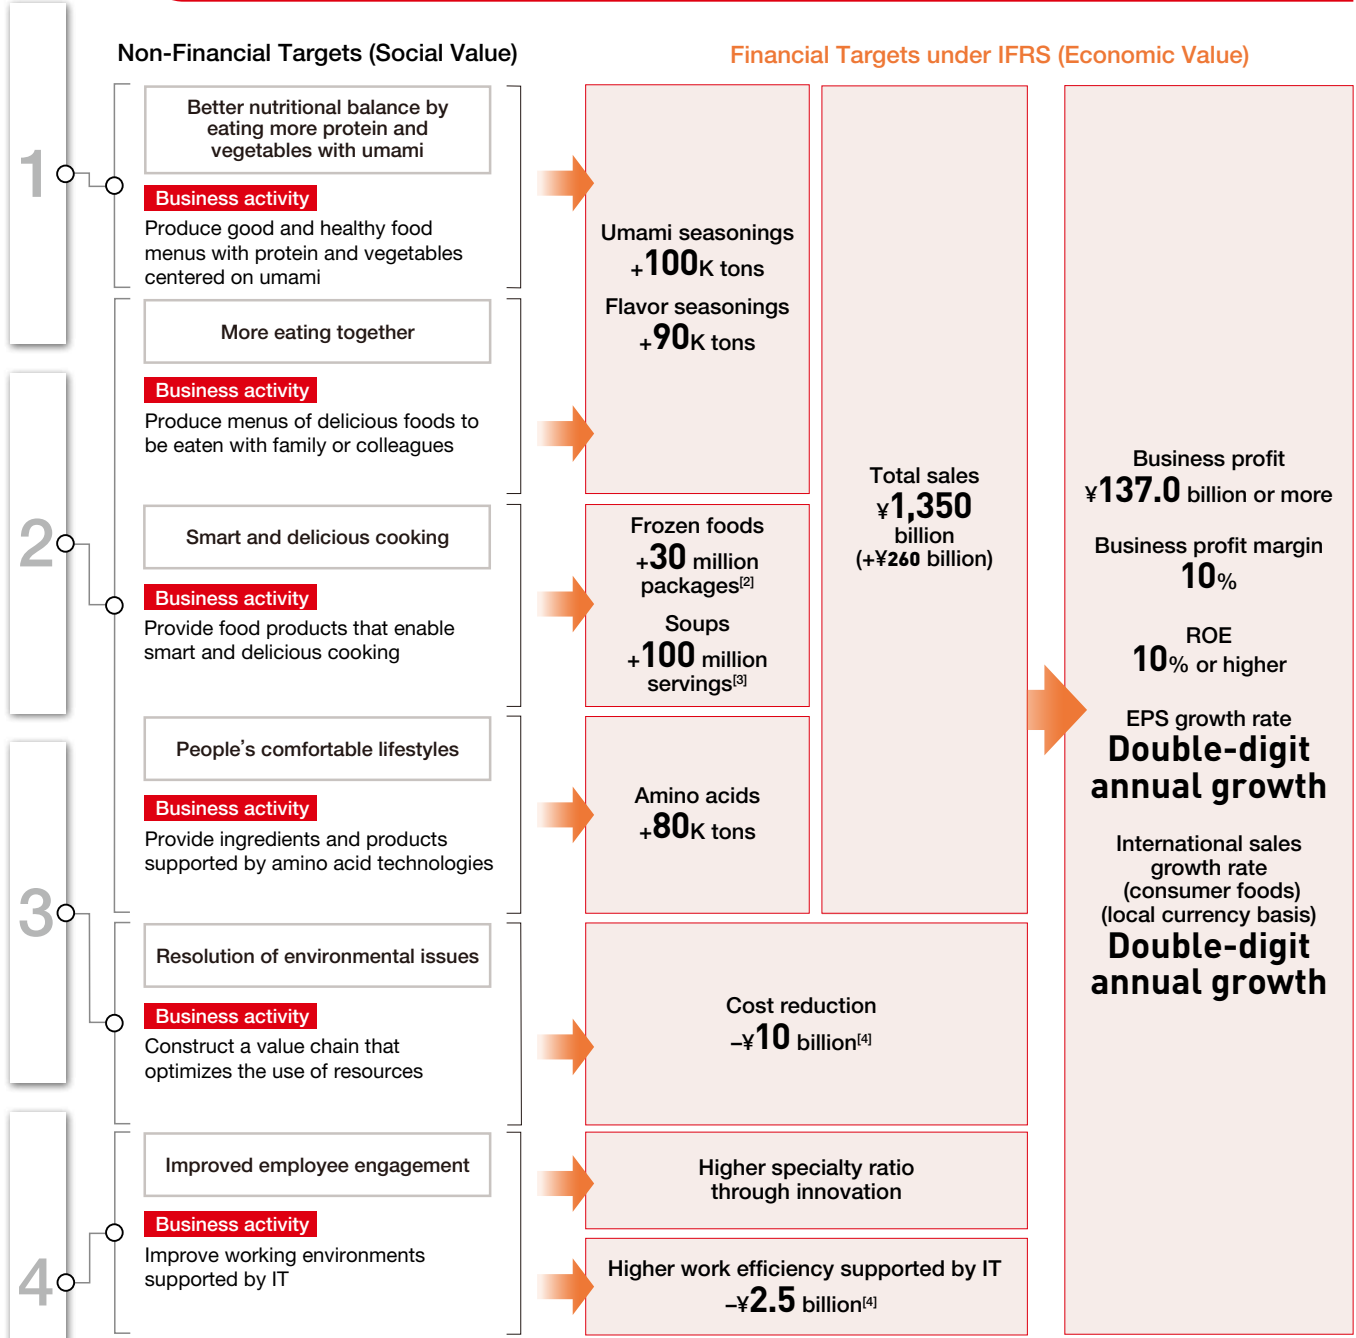 Non-Financial Targets (Social Value)
Financial Targets under IFRS (Economic Value)
1
Better nutritional balance by
eating more protein and
vegetables with umami
Business activity
Produce good and healthy food
menus with protein and vegetables
centered on umami
More eating together
Business activity
Produce menus of delicious foods to
be eaten with family or colleagues
2
Smart and delicious cooking
Business activity
Provide food products that enable
smart and delicious cooking
People's comfortable lifestyles
Business activity
Provide ingredients and products
supported by amino acid technologies
3
Resolution of environmental issues
Business activity
Construct a value chain that
optimizes the use of resources
4
Improved employee engagement
Business activity
Improve working environments
supported by IT
Umami seasonings
+100K tons
Flavor seasonings
+90K tons
Frozen foods
+30 million
packages[2]
Soups
+100 million
servings[3]
Amino acids
+80K tons
Total sales
¥1,350
billion
(+¥260 billion)
Cost reduction
–¥10 billion[4]
Higher specialty ratio
through innovation
Higher work efficiency supported by IT
–¥2.5 billion[4]
Business profit
¥137.0 billion or more
Business profit margin
10%
ROE
10% or higher
EPS growth rate
Double-digit
annual growth
International sales
growth rate
(consumer foods)
(local currency basis)
Double-digit
annual growth